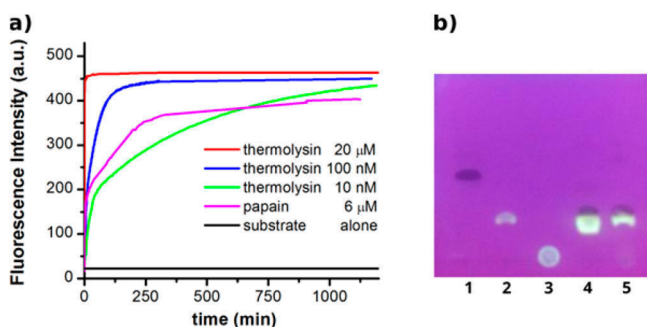 a)
b)
Fluorescence Intensity (a.u.)
500
400
300
200
100
0
thermolysin 20 μM
thermolysin 100 nM
thermolysin 10 nM
papain 6 μM
substrate alone
0 250 500 750 1000
time (min)
1 2 3 4 5